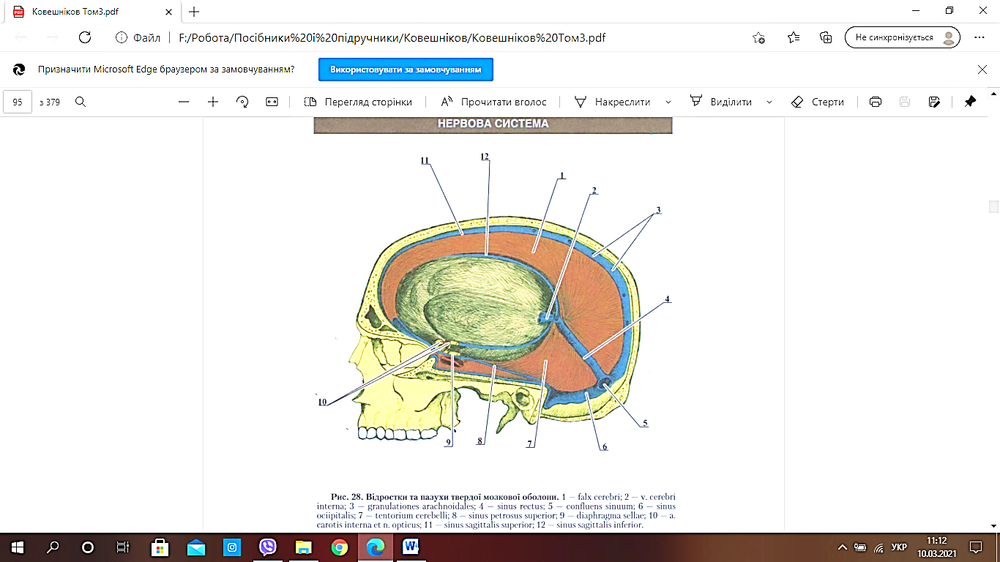 Ковешніков Том3.pdf
Файл F:/Робота/Посібники%20і%20підручники/Ковешніков/Ковешніков%20Том3.pdf Не синхронізується
Призначити Microsoft Edge браузером за замовчуванням? Використовувати за замовчуванням
95 з 379 Перегляд сторінки Прочитати вголос Накреслити Виділити Стерти
НЕРВОВА СИСТЕМА
11 12
1
2
3
4
10
5
9 8 7 6
Рис. 28. Відростки та пазухи твердої мозкової оболони. 1 – falx cerebri; 2 – v. cerebri
interna; 3 – granulationes arachnoidales; 4 – sinus rectus; 5 – confluens sinuum; 6 – sinus
ociipitalis; 7 – tentorium cerebelli; 8 – sinus petrosus superior; 9 – diaphragma sellae; 10 – a.
carotis interna et n. opticus; 11 – sinus sagittalis superior; 12 – sinus sagittalis inferior.
УКР 11:12
10.03.2021